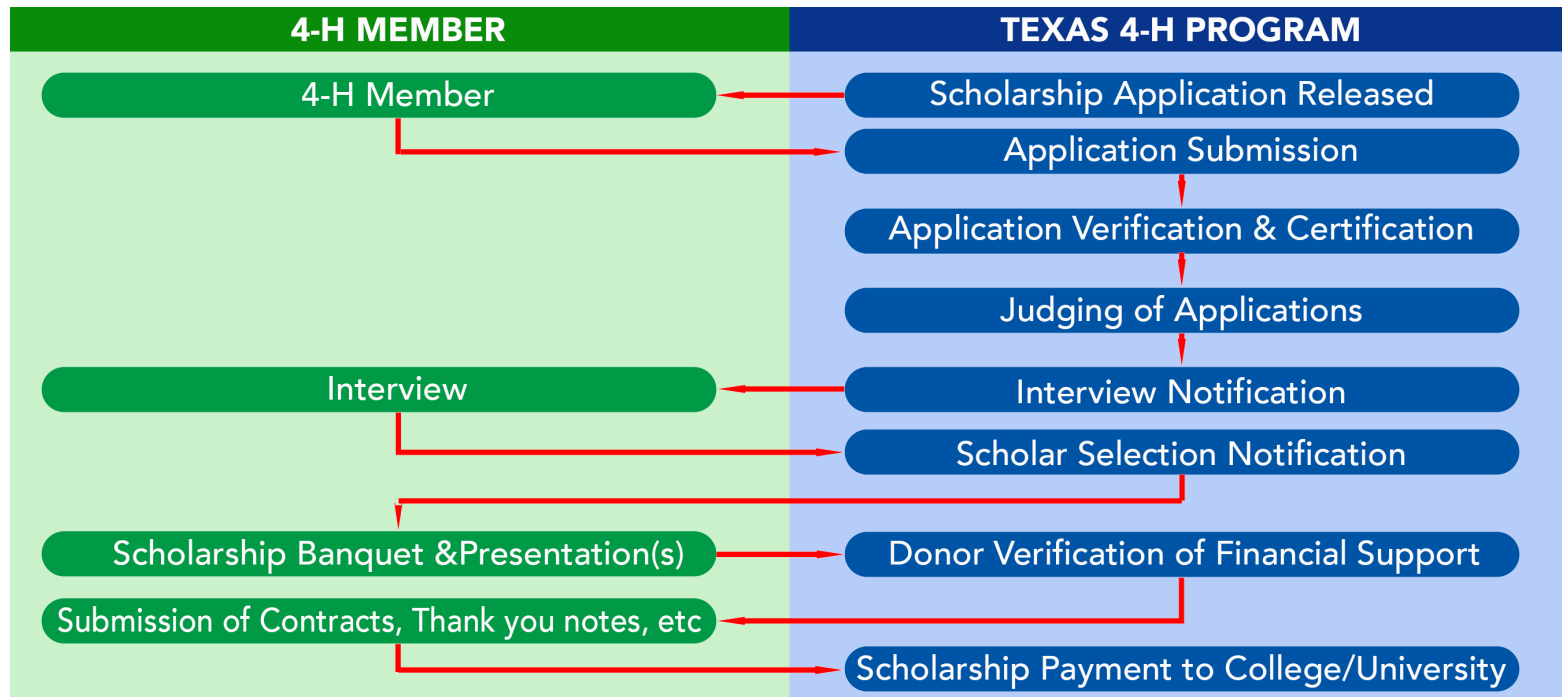 4-H MEMBER
TEXAS 4-H PROGRAM
4-H Member
Scholarship Application Released
Application Submission
Application Verification & Certification
Judging of Applications
Interview
Interview Notification
Scholar Selection Notification
Scholarship Banquet &Presentation(s)
Donor Verification of Financial Support
Submission of Contracts, Thank you notes, etc
Scholarship Payment to College/University